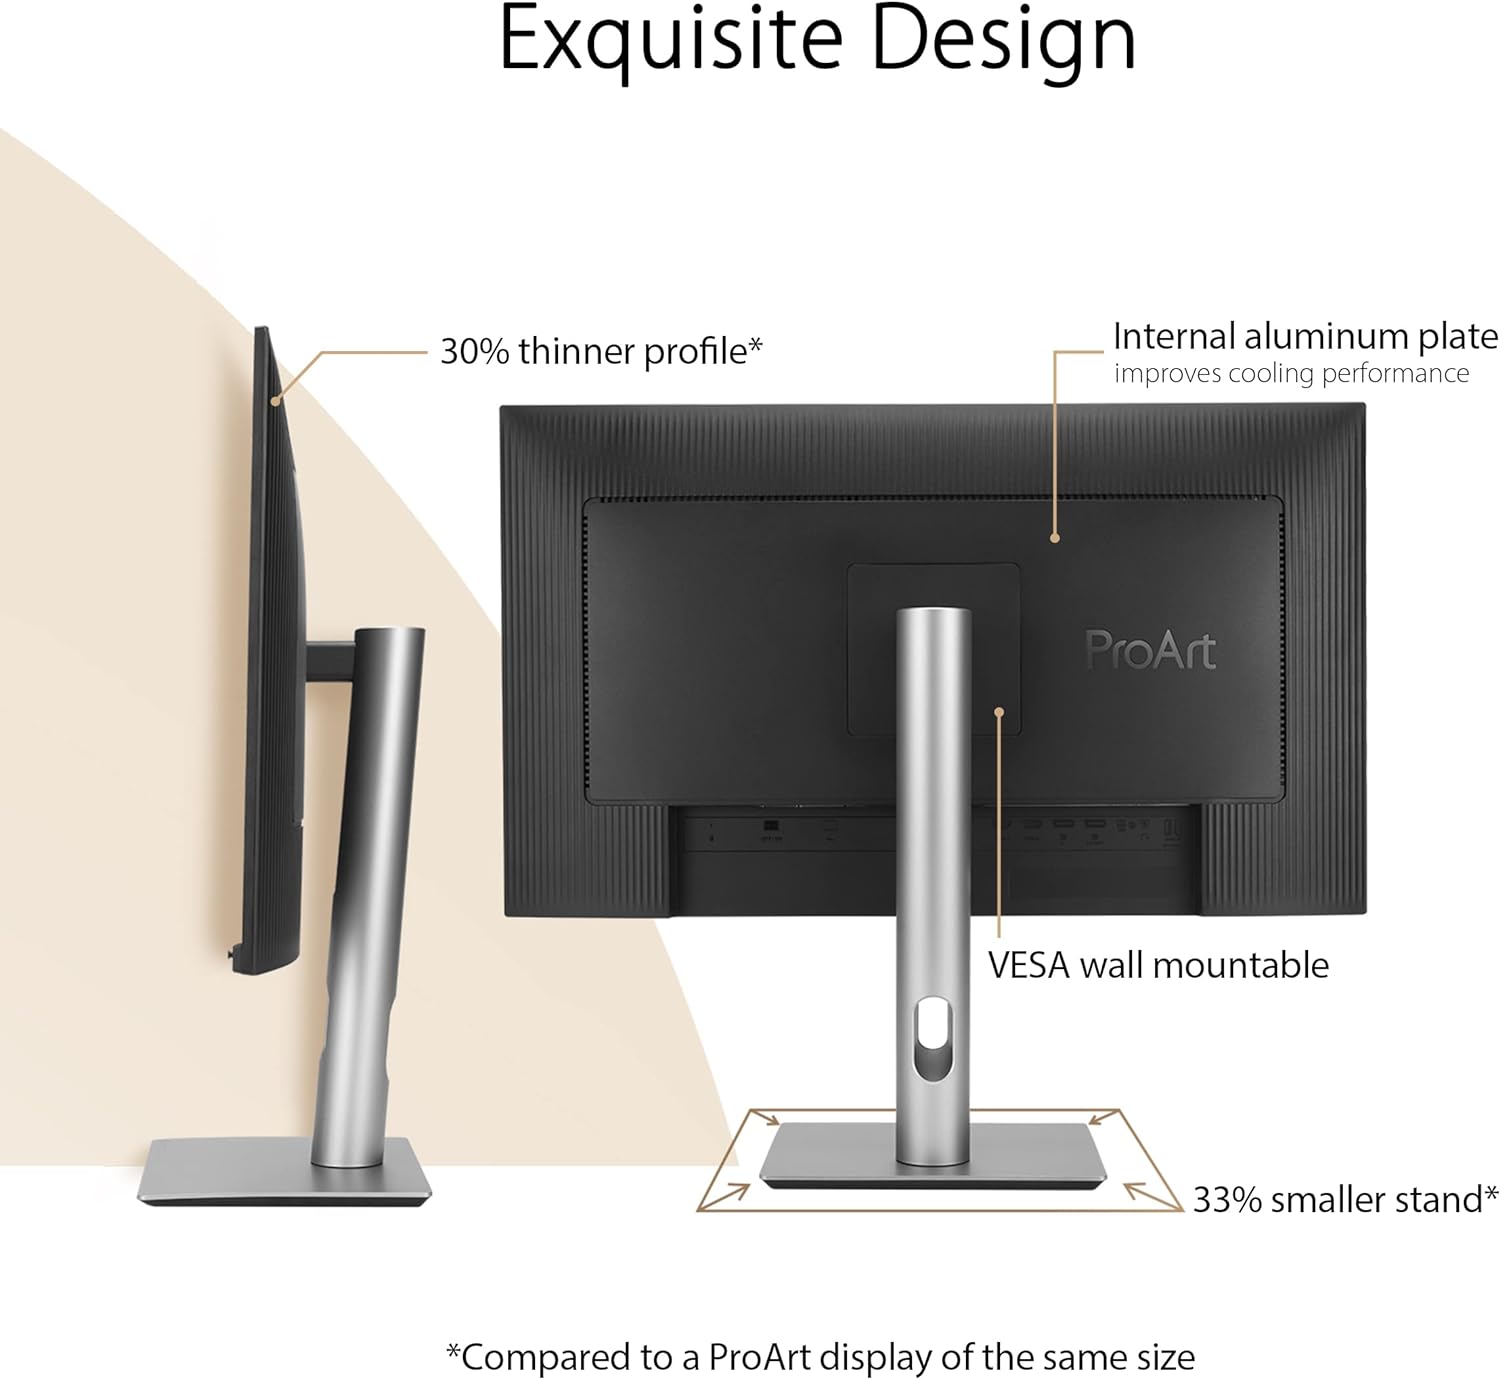 Exquisite Design
30% thinner profile*
Internal aluminum plate
improves cooling performance
ProArt
VESA wall mountable
33% smaller stand*
*Compared to a ProArt display of the same size